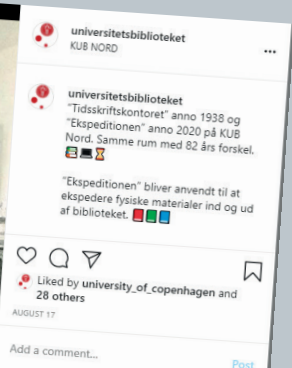 universitetsbiblioteket
KUB NORD
universitetsbiblioteket
"Tidsskriftskontoret" anno 1938 og
"Ekspeditionen" anno 2020 på KUB
Nord. Samme rum med 82 års forskel.
"Ekspeditionen" bliver anvendt til at
ekspedere fysiske materialer ind og ud
af biblioteket.
Liked by university_of_copenhagen and
28 others
AUGUST 17
Add a comment...
Post